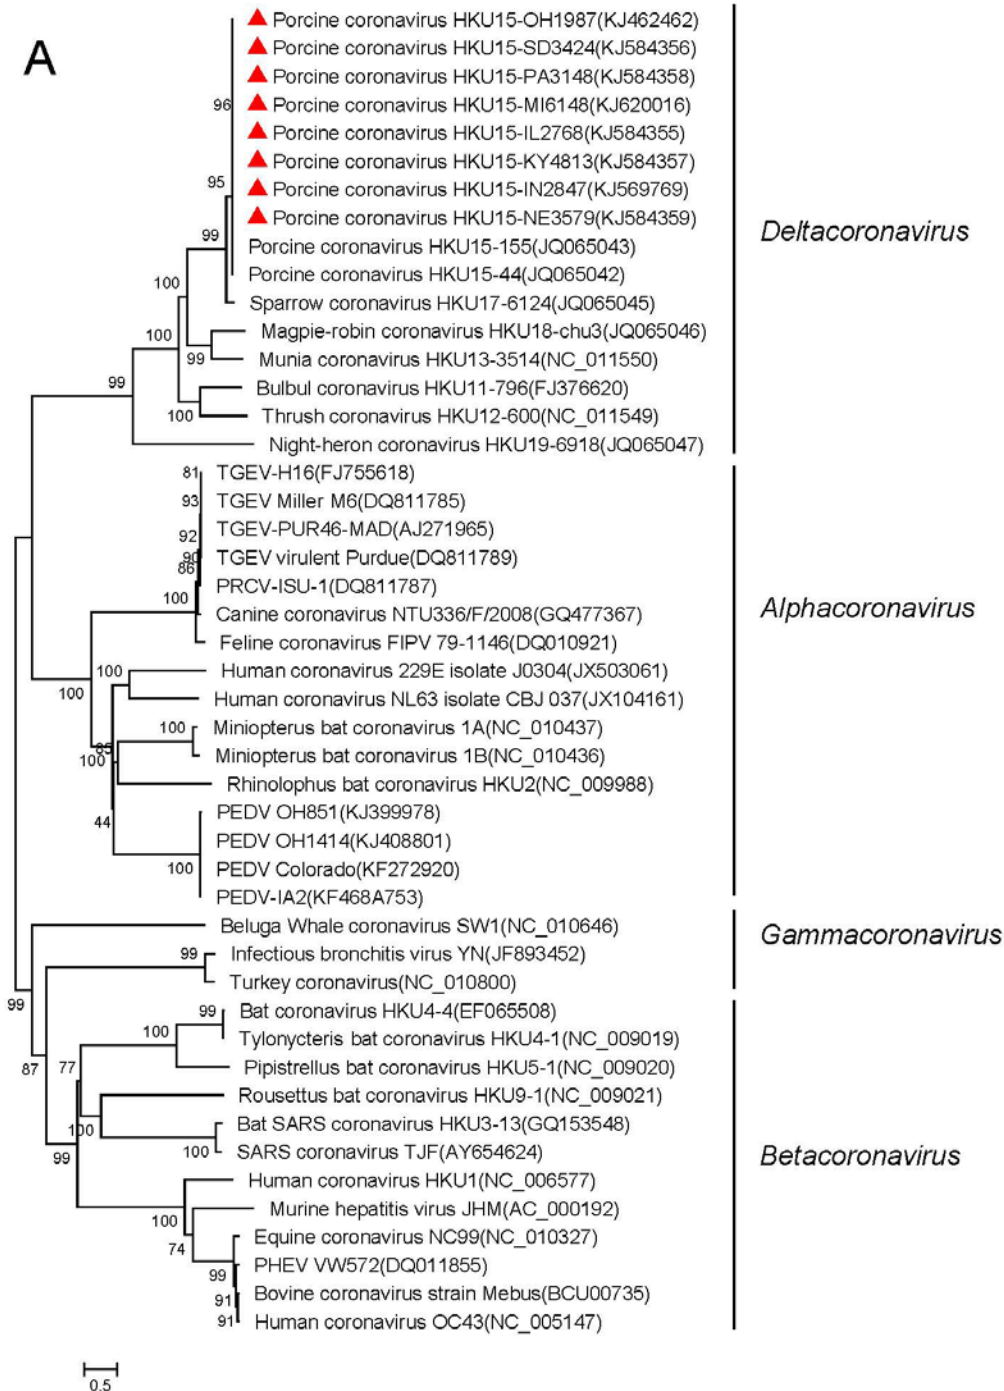 A
Porcine coronavirus HKU15-OH1987(KJ462462)
Porcine coronavirus HKU15-SD3424(KJ584356)
Porcine coronavirus HKU15-PA3148(KJ584358)
96 Porcine coronavirus HKU15-MI6148(KJ620016)
Porcine coronavirus HKU15-IL2768(KJ584355)
Porcine coronavirus HKU15-KY4813(KJ584357)
95 Porcine coronavirus HKU15-IN2847(KJ569769)
Porcine coronavirus HKU15-NE3579(KJ584359)
Deltacoronavirus
99 Porcine coronavirus HKU15-155(JQ065043)
Porcine coronavirus HKU15-44(JQ065042)
100
Sparrow coronavirus HKU17-6124(JQ065045)
100 Magpie-robin coronavirus HKU18-chu3(JQ065046)
99 Munia coronavirus HKU13-3514(NC_011550)
99 Bulbul coronavirus HKU11-796(FJ376620)
100 Thrush coronavirus HKU12-600(NC_011549)
Night-heron coronavirus HKU19-6918(JQ065047)
81 TGEV-H16(FJ755618)
93 TGEV Miller M6(DQ811785)
92 TGEV-PUR46-MAD(AJ271965)
90 TGEV virulent Purdue(DQ811789)
86
PRCV-ISU-1(DQ811787)
100 Canine coronavirus NTU336/F/2008(GQ477367)
Alphacoronavirus
Feline coronavirus FIPV 79-1146(DQ010921)
100 Human coronavirus 229E isolate J0304(JX503061)
100
Human coronavirus NL63 isolate CBJ 037(JX104161)
100 Miniopterus bat coronavirus 1A(NC_010437)
85
100 Miniopterus bat coronavirus 1B(NC_010436)
Rhinolophus bat coronavirus HKU2(NC_009988)
44 PEDV OH851(KJ399978)
PEDV OH1414(KJ408801)
100 PEDV Colorado(KF272920)
PEDV-IA2(KF468A753)
Beluga Whale coronavirus SW1(NC_010646)
Gammacoronavirus
99 Infectious bronchitis virus YN(JF893452)
Turkey coronavirus(NC_010800)
99
99 Bat coronavirus HKU4-4(EF065508)
100 Tylonycteris bat coronavirus HKU4-1(NC_009019)
87 77 Pipistrellus bat coronavirus HKU5-1(NC_009020)
Rousettus bat coronavirus HKU9-1(NC_009021)
100 Bat SARS coronavirus HKU3-13(GQ153548)
99 100 SARS coronavirus TJF(AY654624)
Betacoronavirus
Human coronavirus HKU1(NC_006577)
100 Murine hepatitis virus JHM(AC_000192)
74 Equine coronavirus NC99(NC_010327)
99 PHEV VW572(DQ011855)
91 Bovine coronavirus strain Mebus(BCU00735)
91 Human coronavirus OC43(NC_005147)
0.5